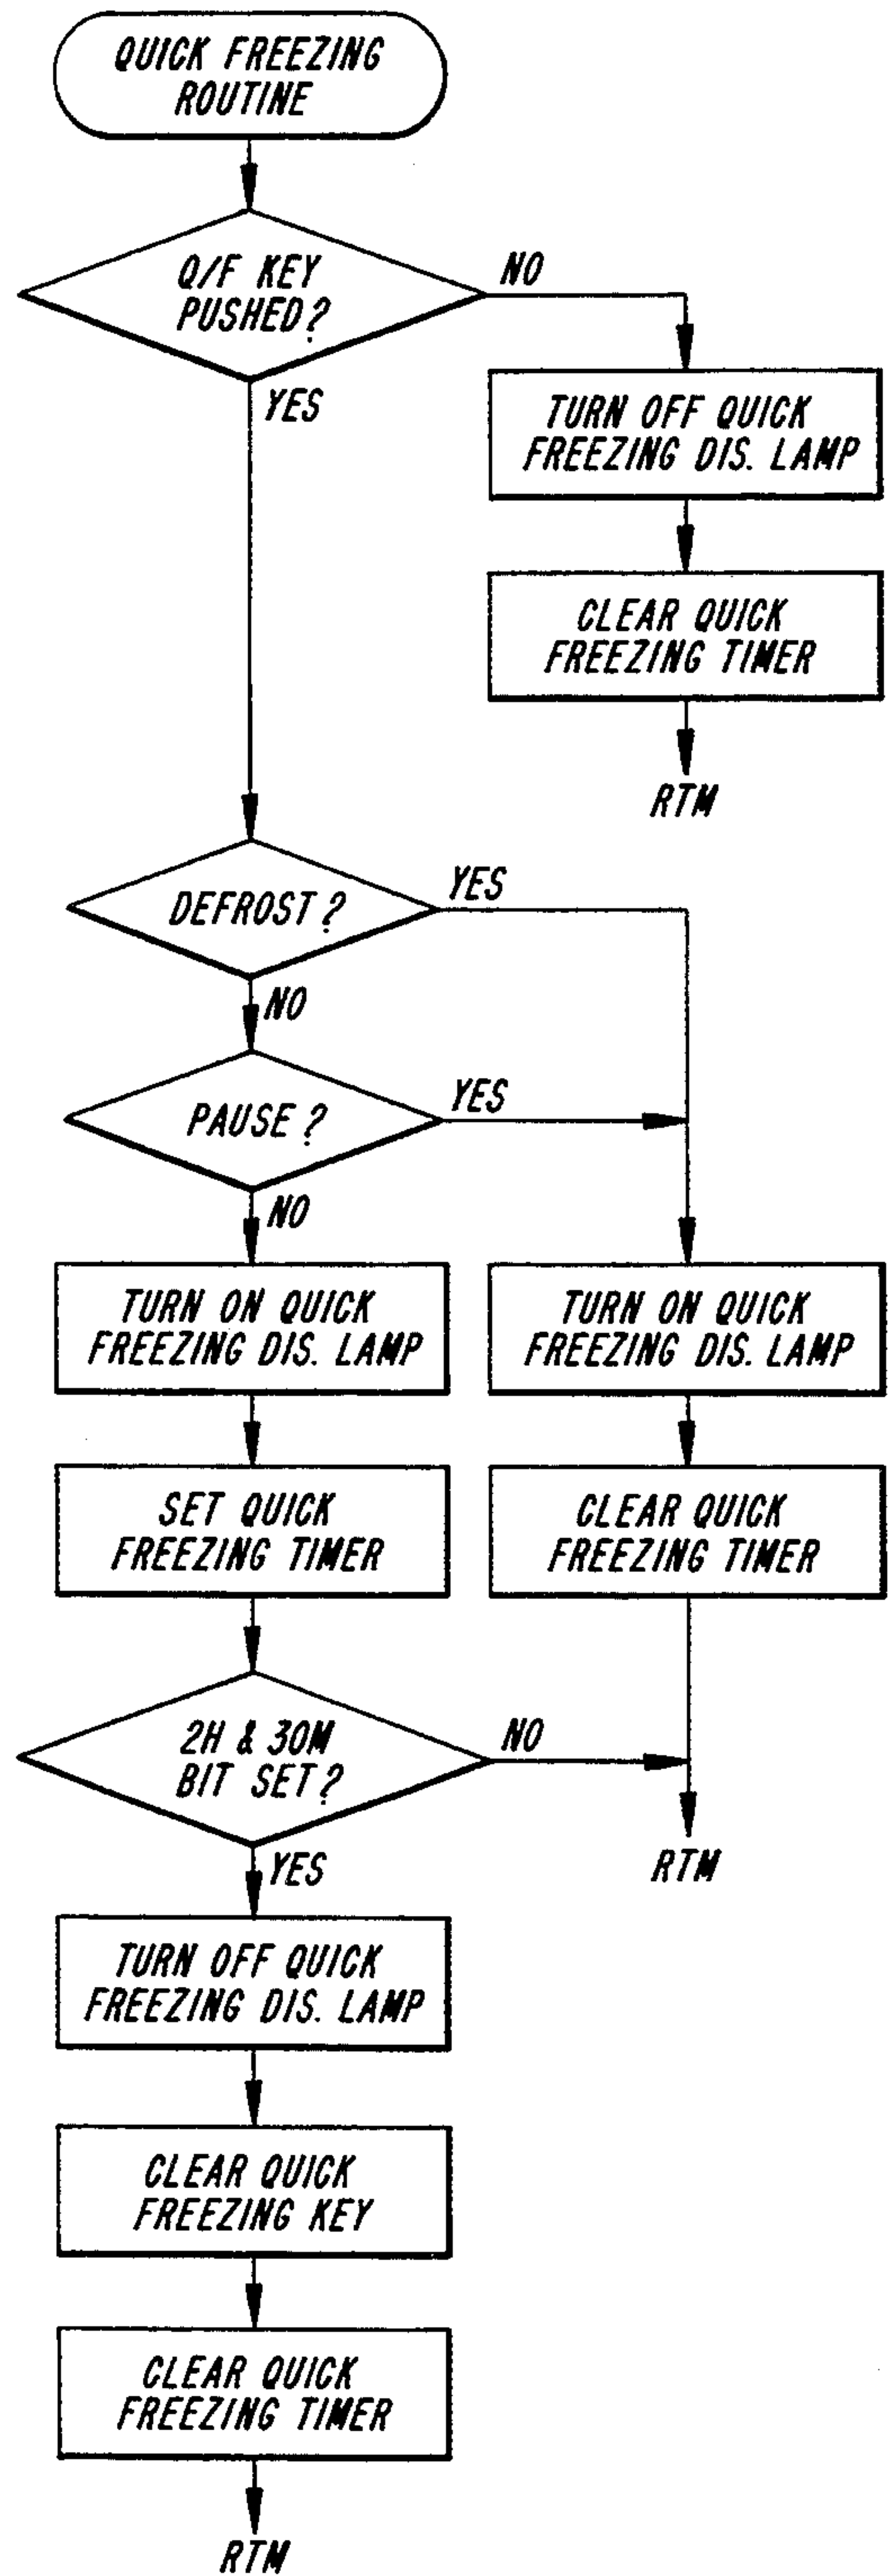 QUICK FREEZING
ROUTINE
Q/F KEY
PUSHED?
NO
YES
TURN OFF QUICK
FREEZING DIS. LAMP
CLEAR QUICK
FREEZING TIMER
RTM
DEFROST?
YES
NO
PAUSE?
YES
NO
TURN ON QUICK
FREEZING DIS. LAMP
TURN ON QUICK
FREEZING DIS. LAMP
SET QUICK
FREEZING TIMER
CLEAR QUICK
FREEZING TIMER
2H & 30M
BIT SET?
NO
YES
RTM
TURN OFF QUICK
FREEZING DIS. LAMP
CLEAR QUICK
FREEZING KEY
CLEAR QUICK
FREEZING TIMER
RTM